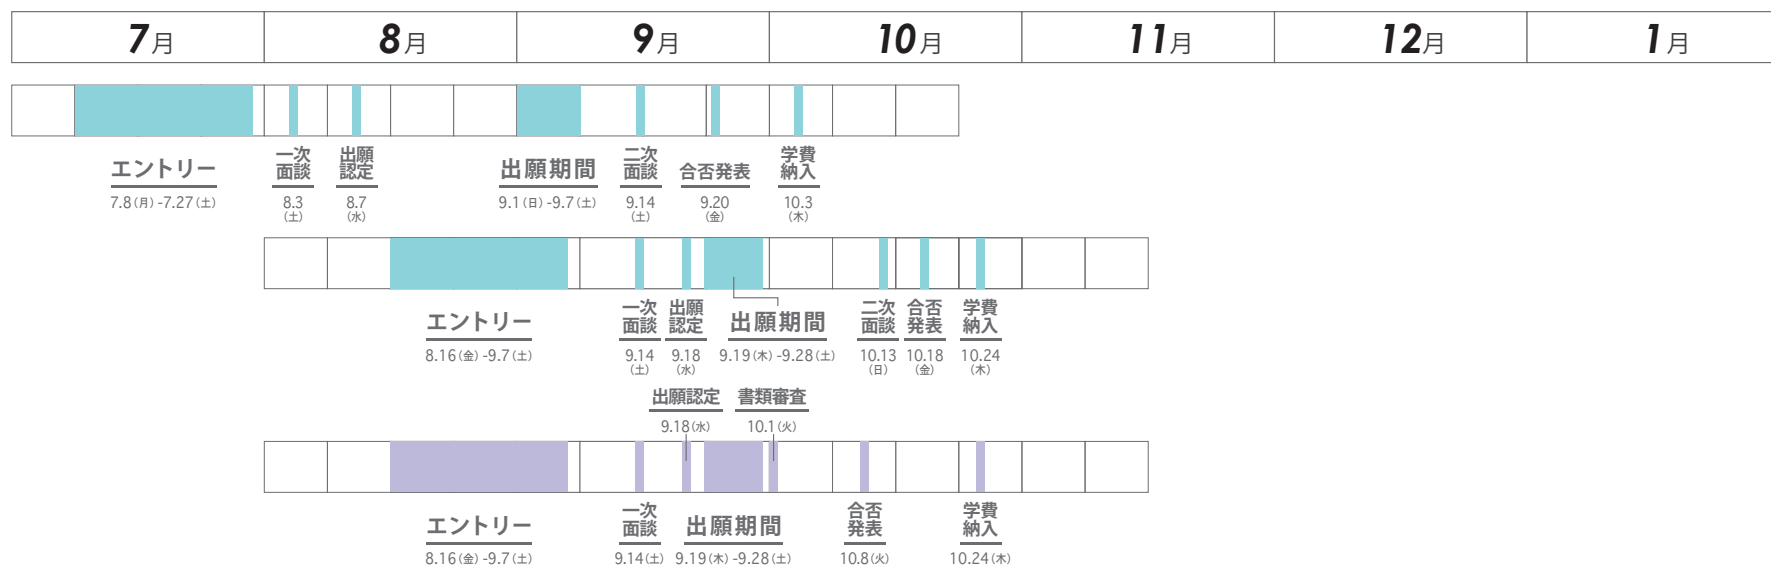 7月 8月 9月 10月 11月 12月 1月
エントリー
7.8(月)-7.27(土)
一次
面談
8.3
(土)
出願
認定
8.7
(水)
出願期間
9.1(日)-9.7(土)
二次
面談
9.14
(土)
合否発表
9.20
(金)
学費
納入
10.3
(木)
エントリー
8.16(金)-9.7(土)
一次
面談
9.14
(土)
出願
認定
9.18
(水)
出願期間
9.19(木)-9.28(土)
二次
面談
10.13
(日)
合否
発表
10.18
(金)
学費
納入
10.24
(木)
出願認定
9.18(水)
書類審査
10.1(火)
エントリー
8.16(金)-9.7(土)
一次
面談
9.14(土)
出願期間
9.19(木)-9.28(土)
合否
発表
10.8(火)
学費
納入
10.24(木)